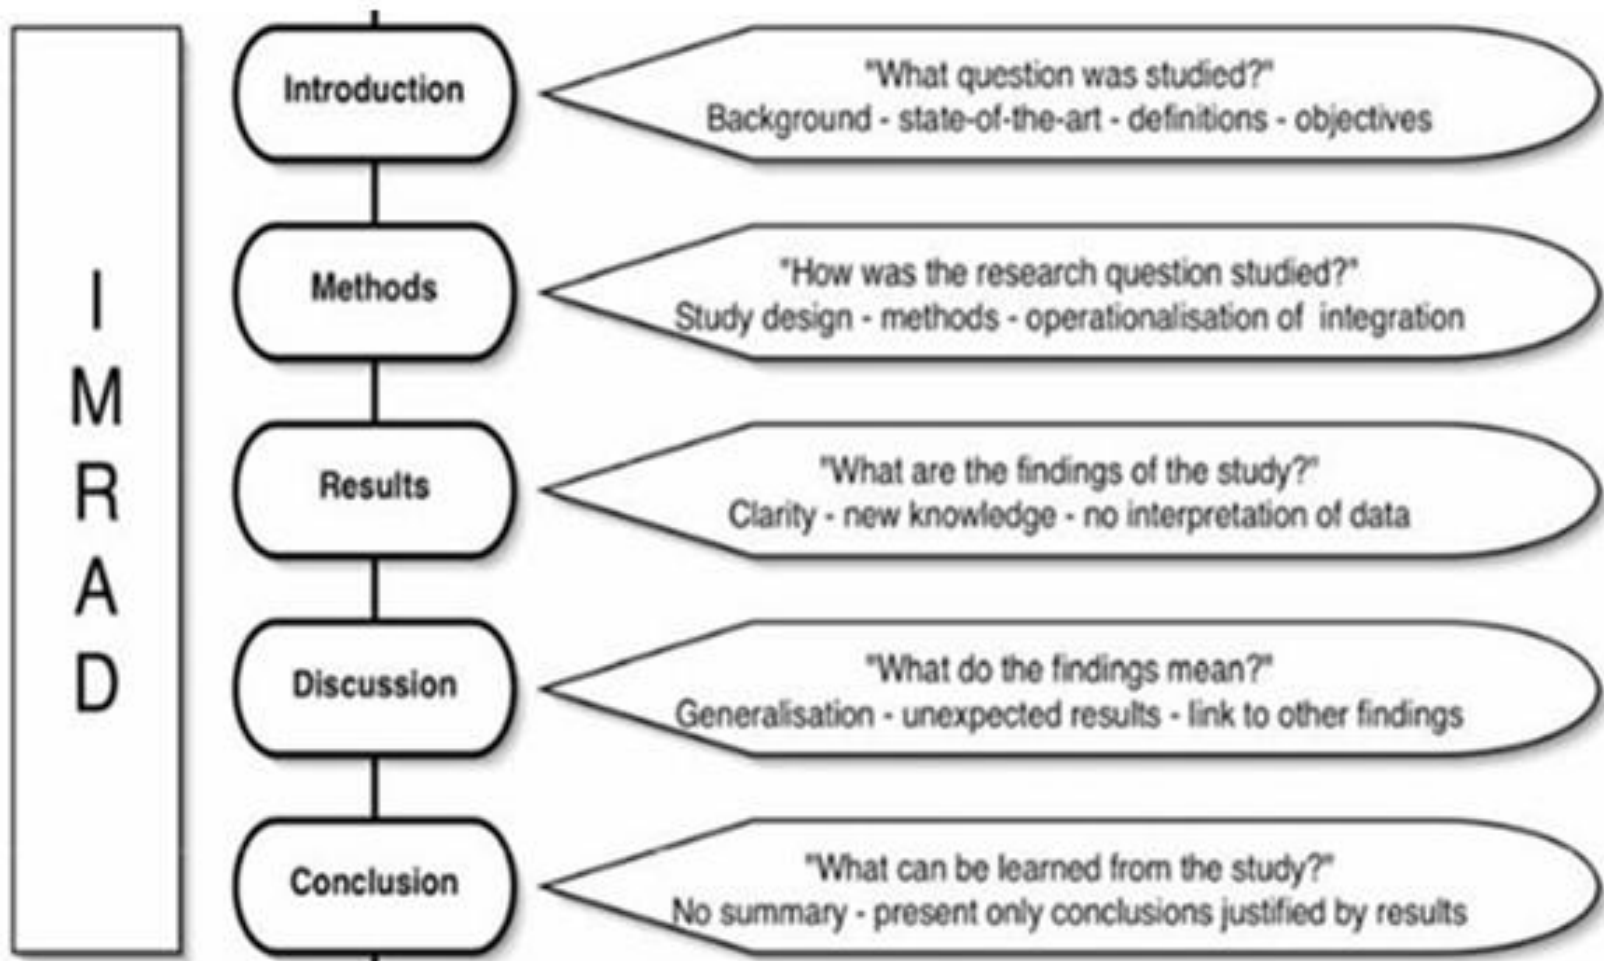 I
M
R
A
D
Introduction
"What question was studied?"
Background - state-of-the-art - definitions - objectives
Methods
"How was the research question studied?"
Study design - methods - operationalisation of integration
Results
"What are the findings of the study?"
Clarity - new knowledge - no interpretation of data
Discussion
"What do the findings mean?"
Generalisation - unexpected results - link to other findings
Conclusion
"What can be learned from the study?"
No summary - present only conclusions justified by results